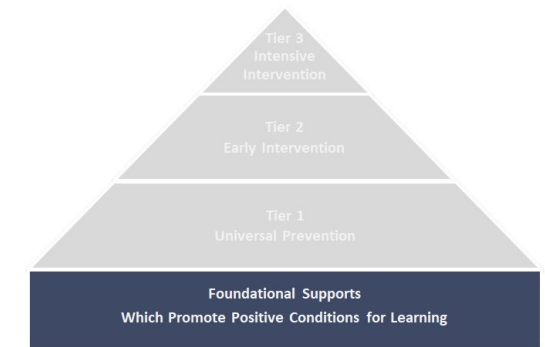 Tier 3
Intensive
Intervention
Tier 2
Early Intervention
Tier 1
Universal Prevention
Foundational Supports
Which Promote Positive Conditions for Learning